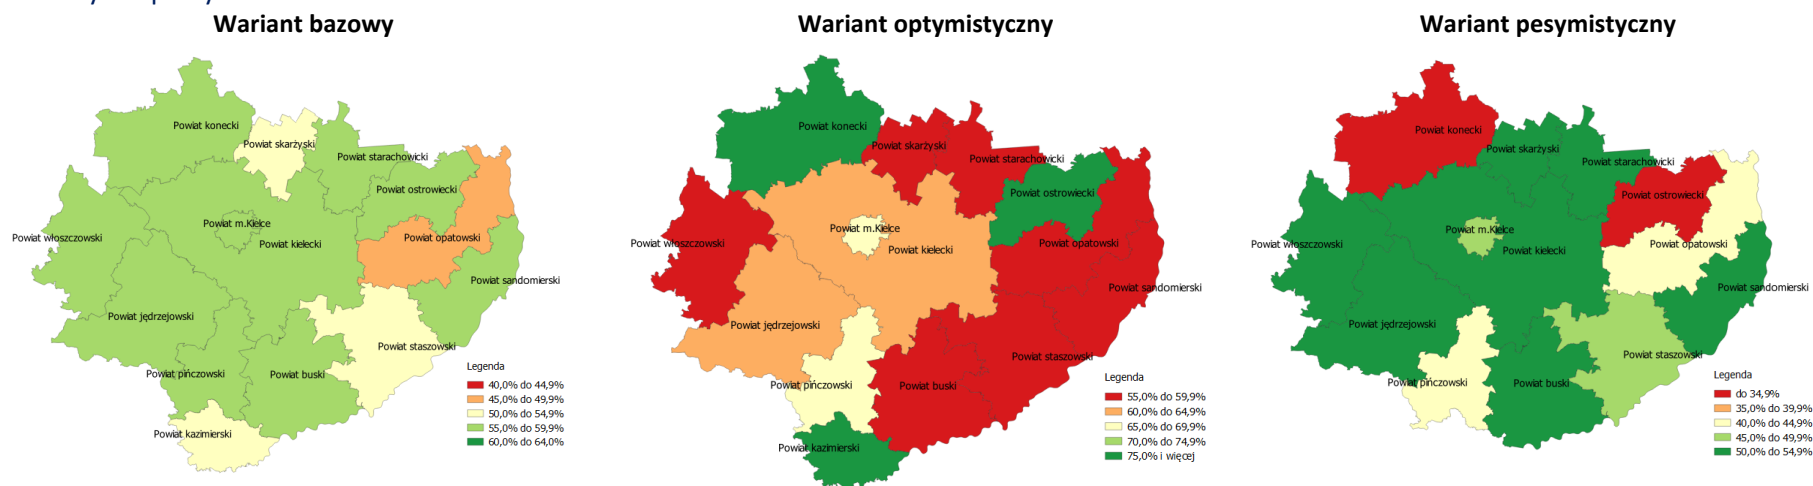 Wariant bazowy
Powiat konecki
Powiat skarżyski
Powiat starachowicki
Powiat ostrowiecki
Powiat m.Kielce
Powiat kielecki
Powiat opatowski
Powiat włoszczowski
Powiat sandomierski
Powiat jędrzejowski
Powiat staszowski
Powiat pińczowski
Powiat buski
Powiat kazimierski
Legenda
40,0% do 44,9%
45,0% do 49,9%
50,0% do 54,9%
55,0% do 59,9%
60,0% do 64,0%
Wariant optymistyczny
Powiat konecki
Powiat skarżyski
Powiat starachowicki
Powiat ostrowiecki
Powiat m.Kielce
Powiat kielecki
Powiat opatowski
Powiat włoszczowski
Powiat sandomierski
Powiat jędrzejowski
Powiat staszowski
Powiat pińczowski
Powiat buski
Powiat kazimierski
Legenda
55,0% do 59,9%
60,0% do 64,9%
65,0% do 69,9%
70,0% do 74,9%
75,0% i więcej
Wariant pesymistyczny
Powiat konecki
Powiat skarżyski
Powiat starachowicki
Powiat ostrowiecki
Powiat m.Kielce
Powiat kielecki
Powiat opatowski
Powiat włoszczowski
Powiat sandomierski
Powiat jędrzejowski
Powiat staszowski
Powiat pińczowski
Powiat buski
Legenda
do 34,9%
35,0% do 39,9%
40,0% do 44,9%
45,0% do 49,9%
50,0% do 54,9%